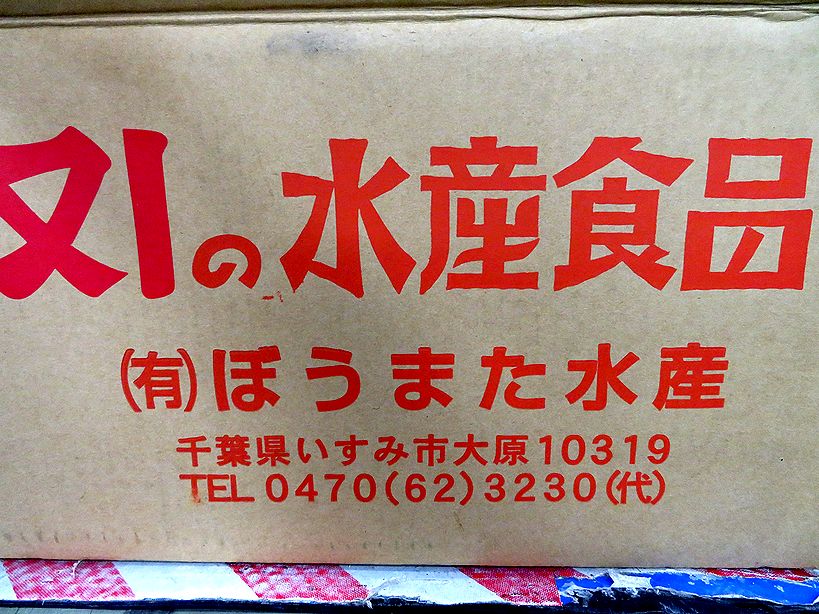 又|の水産食品
(有)ぼうまた水産
千葉県いすみ市大原10319
TEL 0470(62)3230(代)